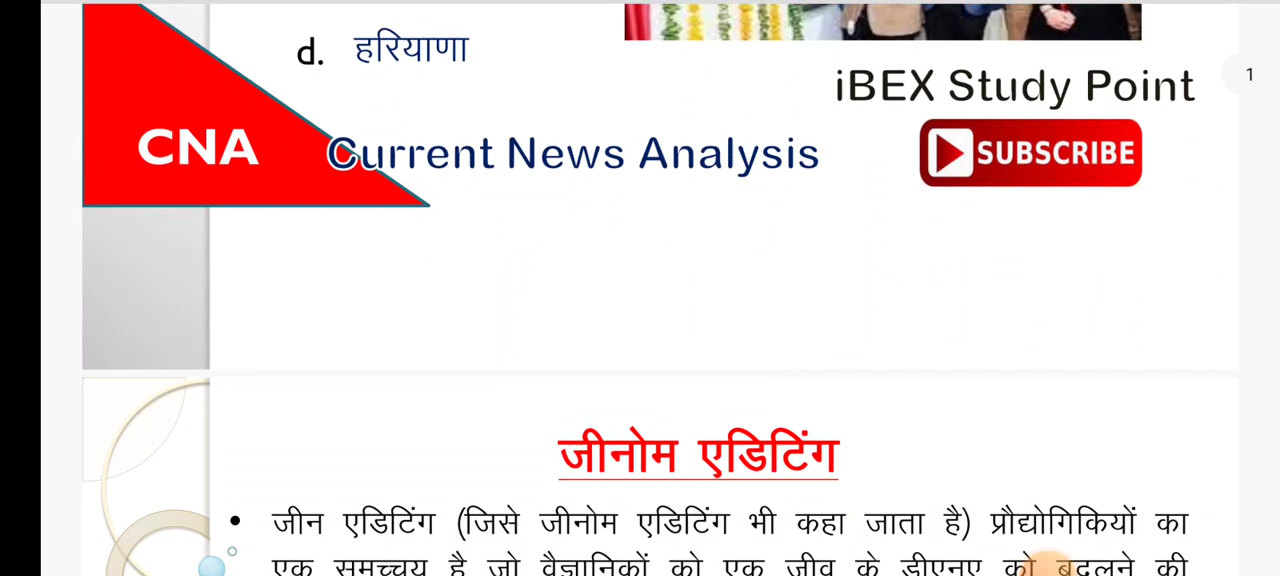 d. हरियाणा
iBEX Study Point
1
CNA
Current News Analysis
SUBSCRIBE
जीनोम एडिटिंग
• जीन एडिटिंग (जिसे जीनोम एडिटिंग भी कहा जाता है) प्रौद्योगिकियों का
एक समुच्चय है जो वैज्ञानिकों को एक जीव के डीएनए को बदलने की